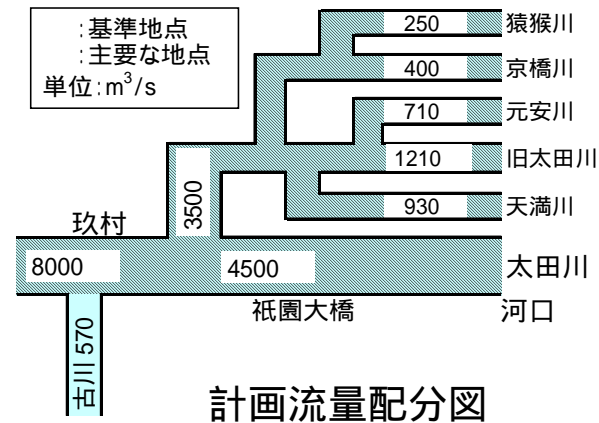 :基準地点
:主要な地点
単位:m³/s
250 猿猴川
400 京橋川
710 元安川
1210 旧太田川
930 天満川
3500
玖村
8000 4500 太田川
祇園大橋 河口
古川 570
計画流量配分図